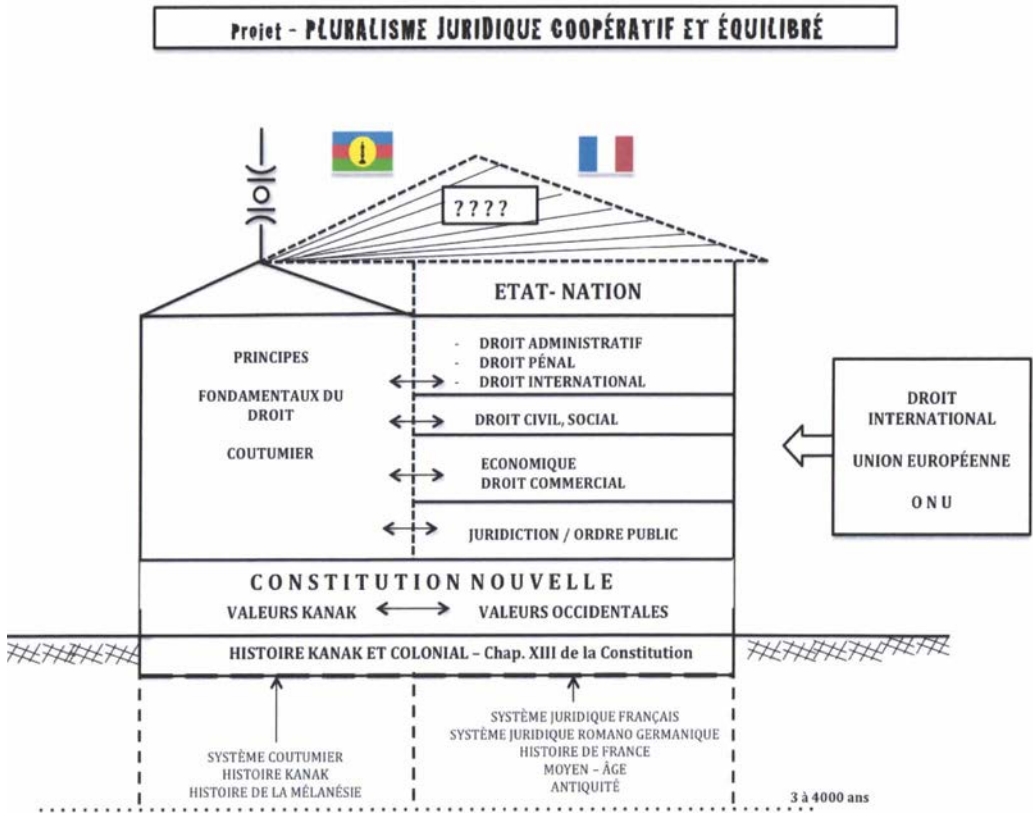 Projet - PLURALISME JURIDIQUE COOPÉRATIF ET ÉQUILIBRÉ
? ? ? ?
ETAT- NATION
PRINCIPES
FONDAMENTAUX DU
DROIT
COUTUMIER
- DROIT ADMINISTRATIF
- DROIT PÉNAL
- DROIT INTERNATIONAL
DROIT CIVIL, SOCIAL
ECONOMIQUE
DROIT COMMERCIAL
JURIDICTION / ORDRE PUBLIC
DROIT
INTERNATIONAL
UNION EUROPÉENNE
O N U
CONSTITUTION NOUVELLE
VALEURS KANAK
VALEURS OCCIDENTALES
HISTOIRE KANAK ET COLONIAL – Chap. XIII de la Constitution
SYSTÈME COUTUMIER
HISTOIRE KANAK
HISTOIRE DE LA MÉLANÉSIE
SYSTÈME JURIDIQUE FRANÇAIS
SYSTÈME JURIDIQUE ROMANO GERMANIQUE
HISTOIRE DE FRANCE
MOYEN – ÂGE
ANTIQUITÉ
3 à 4000 ans